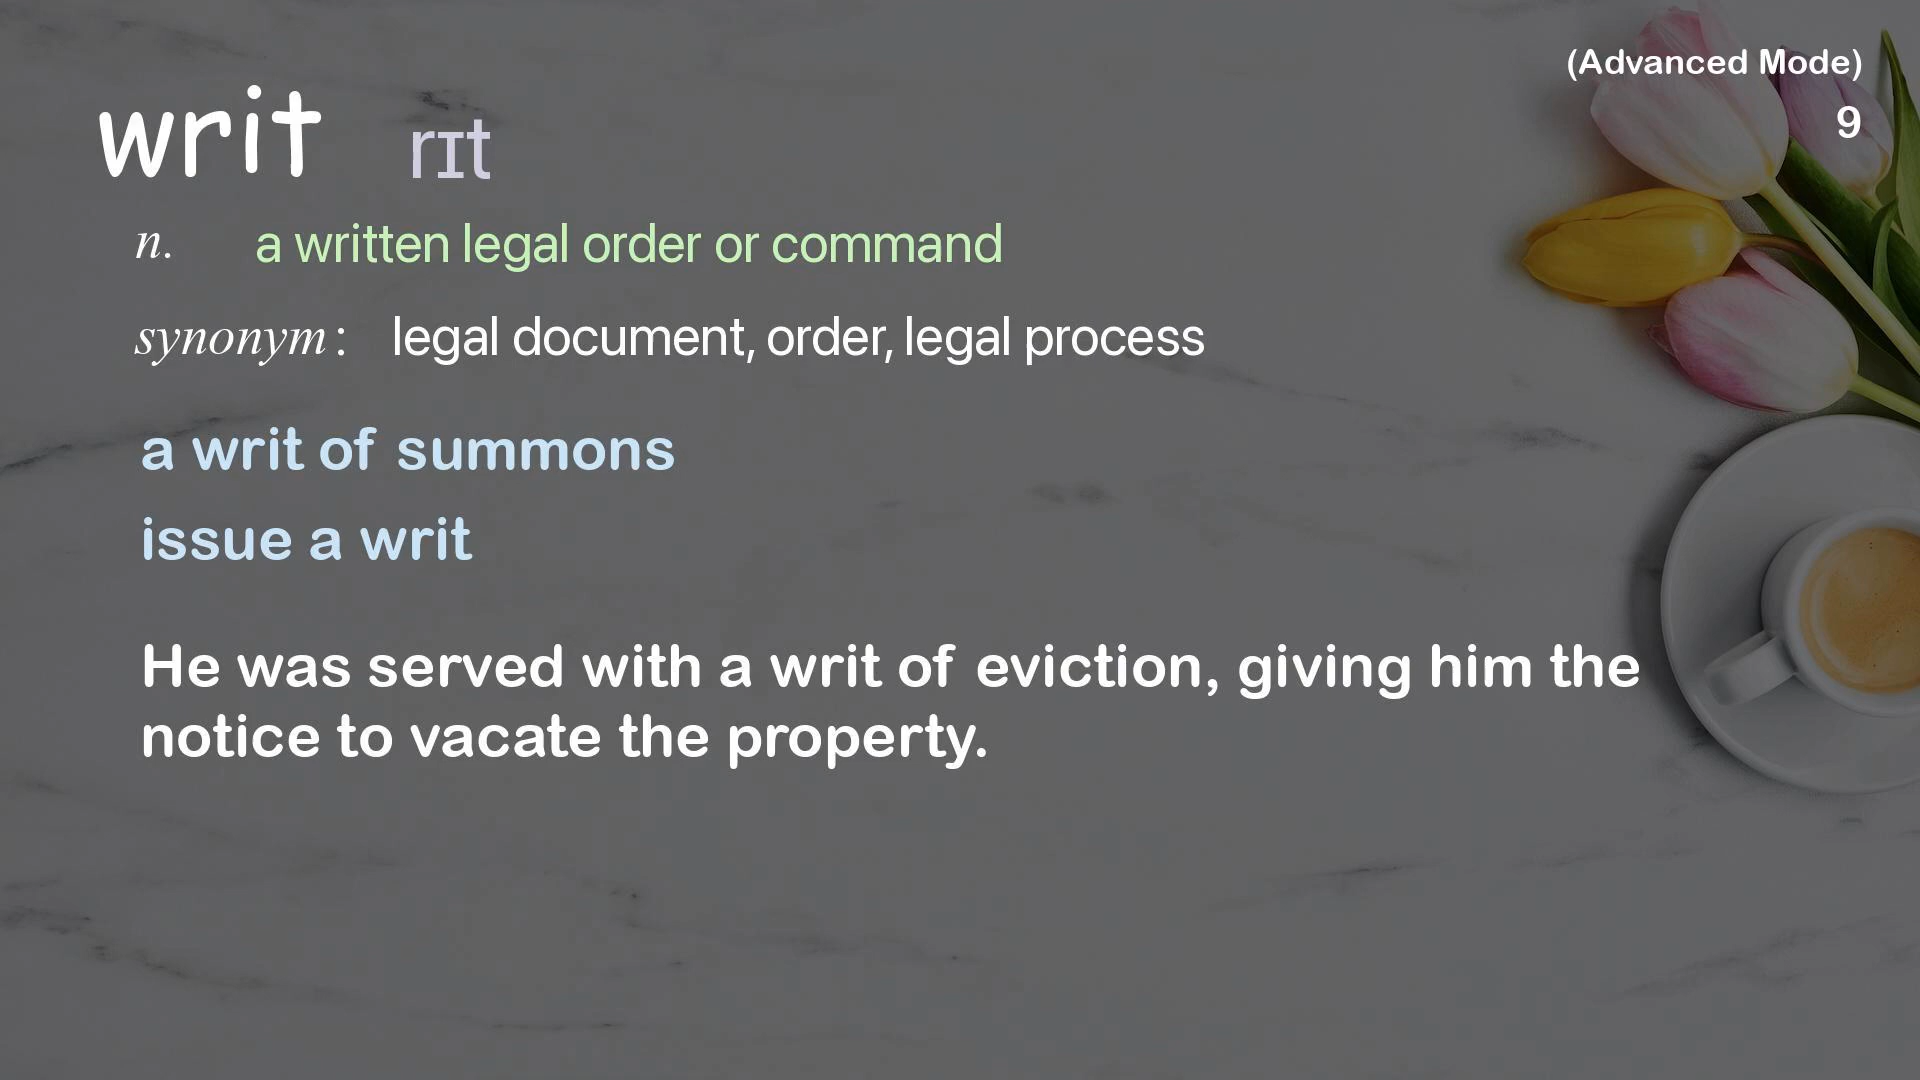 (Advanced Mode)
9
writ rɪt
n. a written legal order or command
synonym: legal document, order, legal process
a writ of summons
issue a writ
He was served with a writ of eviction, giving him the
notice to vacate the property.